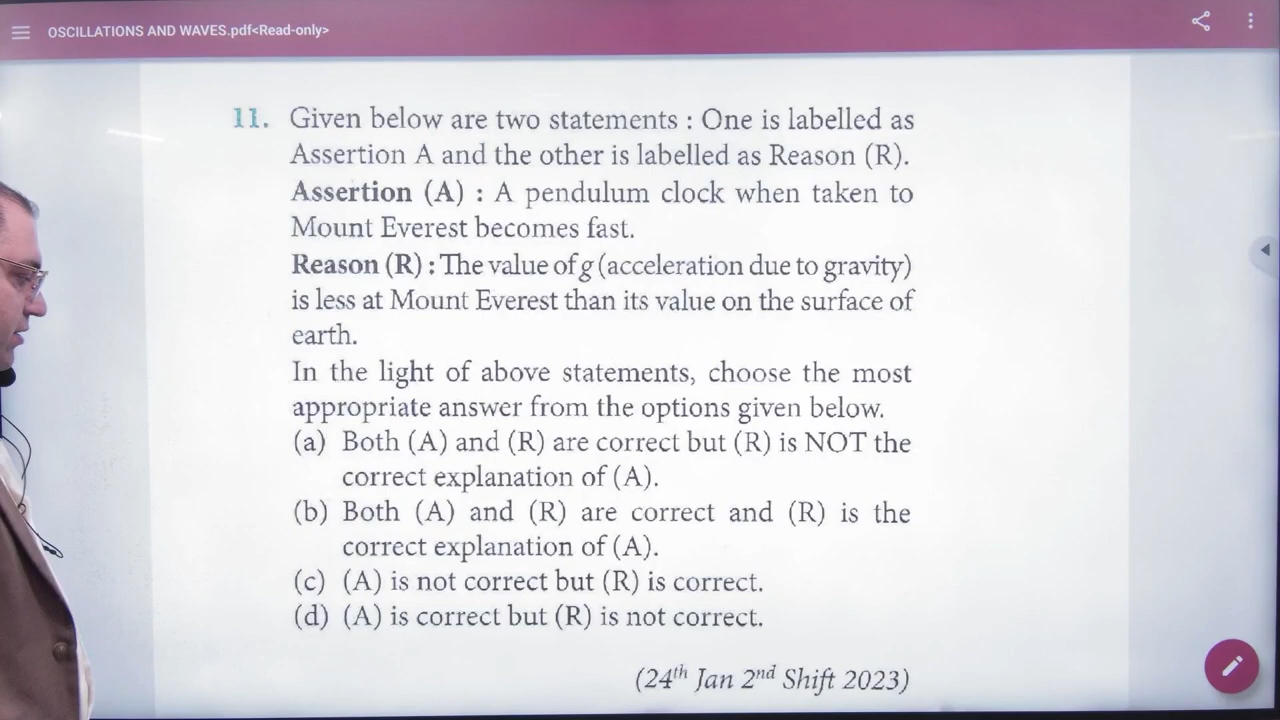 OSCILLATIONS AND WAVES.pdf<Read-only>
11. Given below are two statements : One is labelled as
Assertion A and the other is labelled as Reason (R).
Assertion (A) : A pendulum clock when taken to
Mount Everest becomes fast.
Reason (R) : The value of g (acceleration due to gravity)
is less at Mount Everest than its value on the surface of
earth.
In the light of above statements, choose the most
appropriate answer from the options given below.
(a) Both (A) and (R) are correct but (R) is NOT the
correct explanation of (A).
(b) Both (A) and (R) are correct and (R) is the
correct explanation of (A).
(c) (A) is not correct but (R) is correct.
(d) (A) is correct but (R) is not correct.
(24th Jan 2nd Shift 2023)